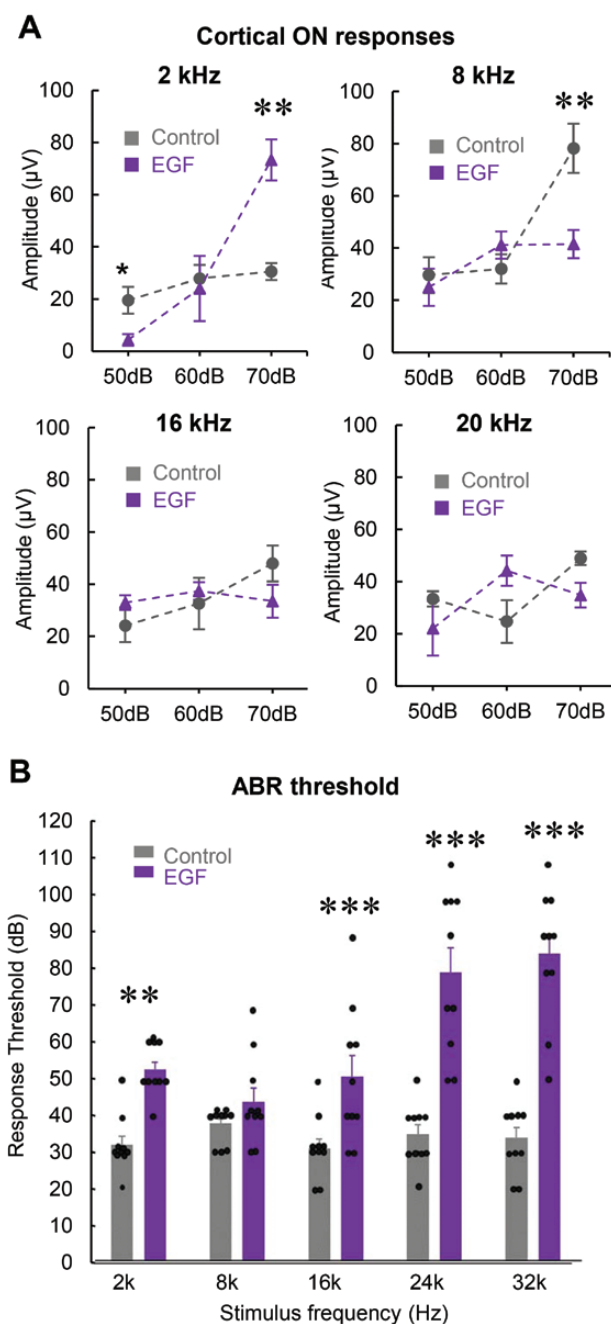 A
Cortical ON responses
2 kHz
100
80
60
40
20
0
Amplitude (µV)
Control
EGF
*
**
50dB 60dB 70dB
8 kHz
100
80
60
40
20
0
Amplitude (µV)
Control
EGF
**
50dB 60dB 70dB
16 kHz
100
80
60
40
20
0
Amplitude (µV)
Control
EGF
50dB 60dB 70dB
20 kHz
100
80
60
40
20
0
Amplitude (µV)
Control
EGF
50dB 60dB 70dB
B
ABR threshold
120
110
100
90
80
70
60
50
40
30
20
10
0
Response Threshold (dB)
Control
EGF
**
***
***
***
2k 8k 16k 24k 32k
Stimulus frequency (Hz)